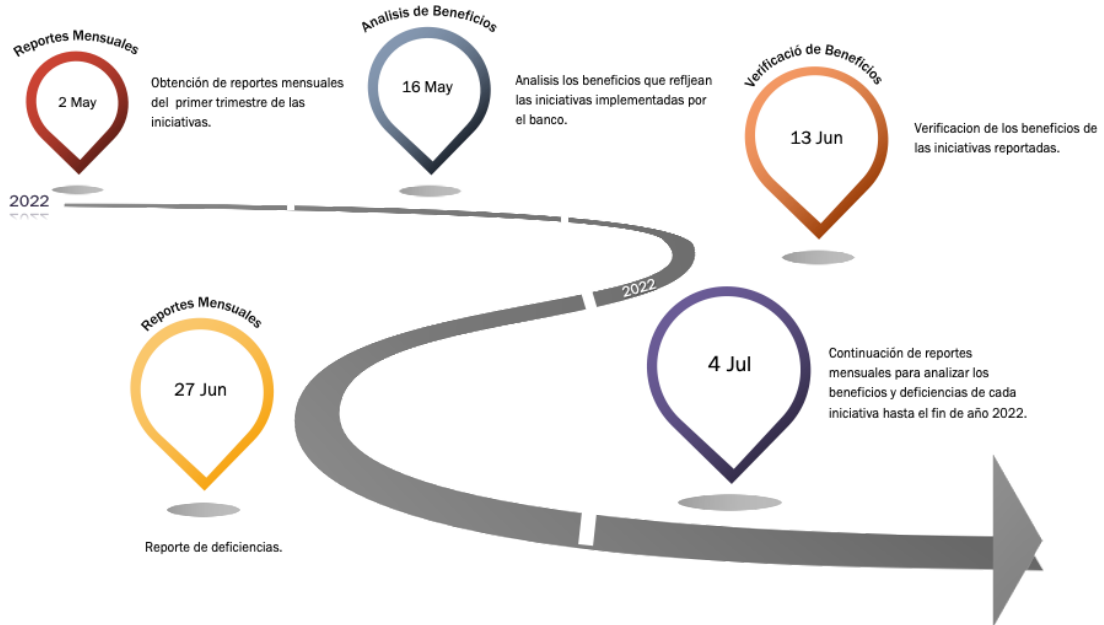 Reportes Mensuales
2 May
Obtención de reportes mensuales
del primer trimestre de las
iniciativas.
Analisis de Beneficios
16 May
Analisis los beneficios que refljean
las iniciativas implementadas por
el banco.
Verificació de Beneficios
13 Jun
Verificacion de los beneficios de
las iniciativas reportadas.
2022
2022
Reportes Mensuales
27 Jun
Reporte de deficiencias.
4 Jul
Continuación de reportes
mensuales para analizar los
beneficios y deficiencias de cada
iniciativa hasta el fin de año 2022.